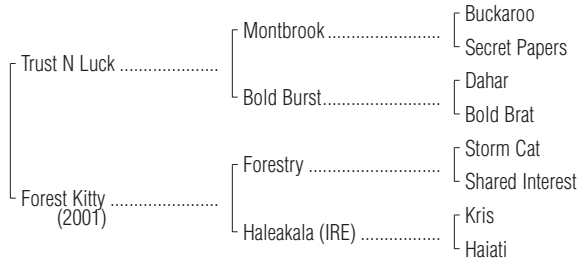 Buckaroo
Montbrook ........................
Secret Papers
Trust N Luck .....................
Dahar
Bold Burst.........................
Bold Brat
Storm Cat
Forestry ............................
Shared Interest
Forest Kitty .......................
(2001)
Kris
Haleakala (IRE) .................
Haiati